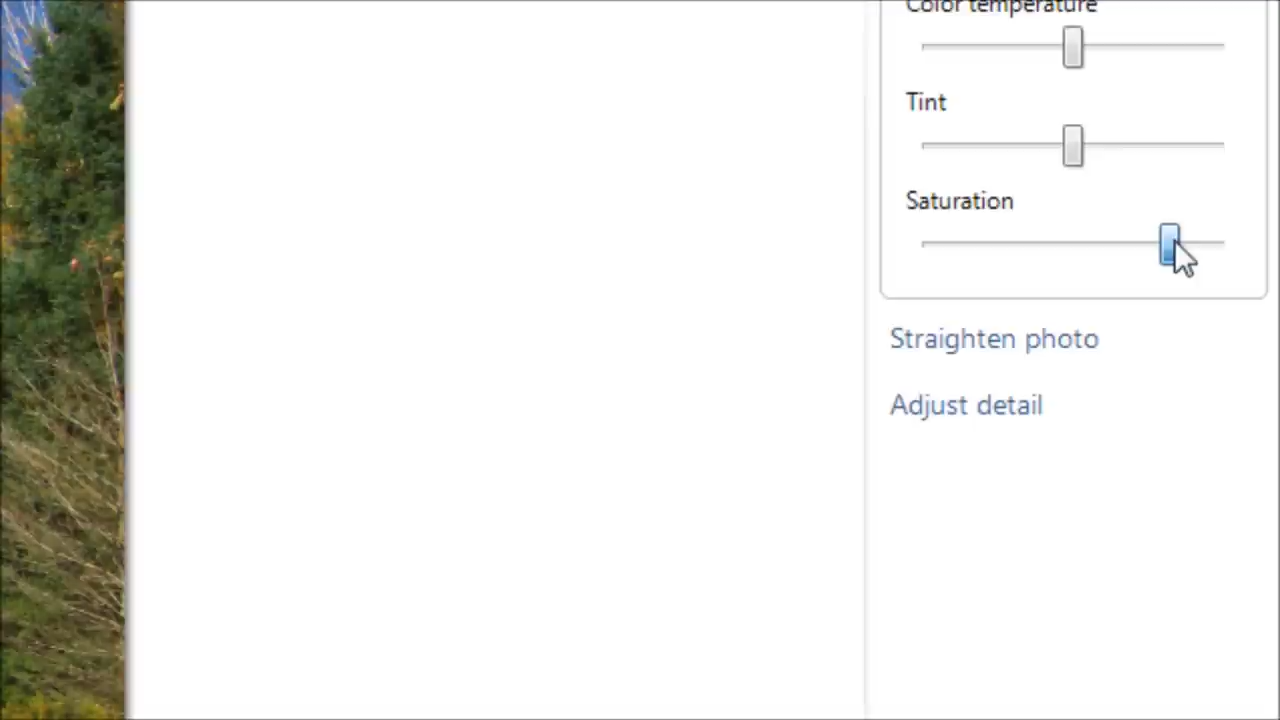 Color temperature
Tint
Saturation
Straighten photo
Adjust detail